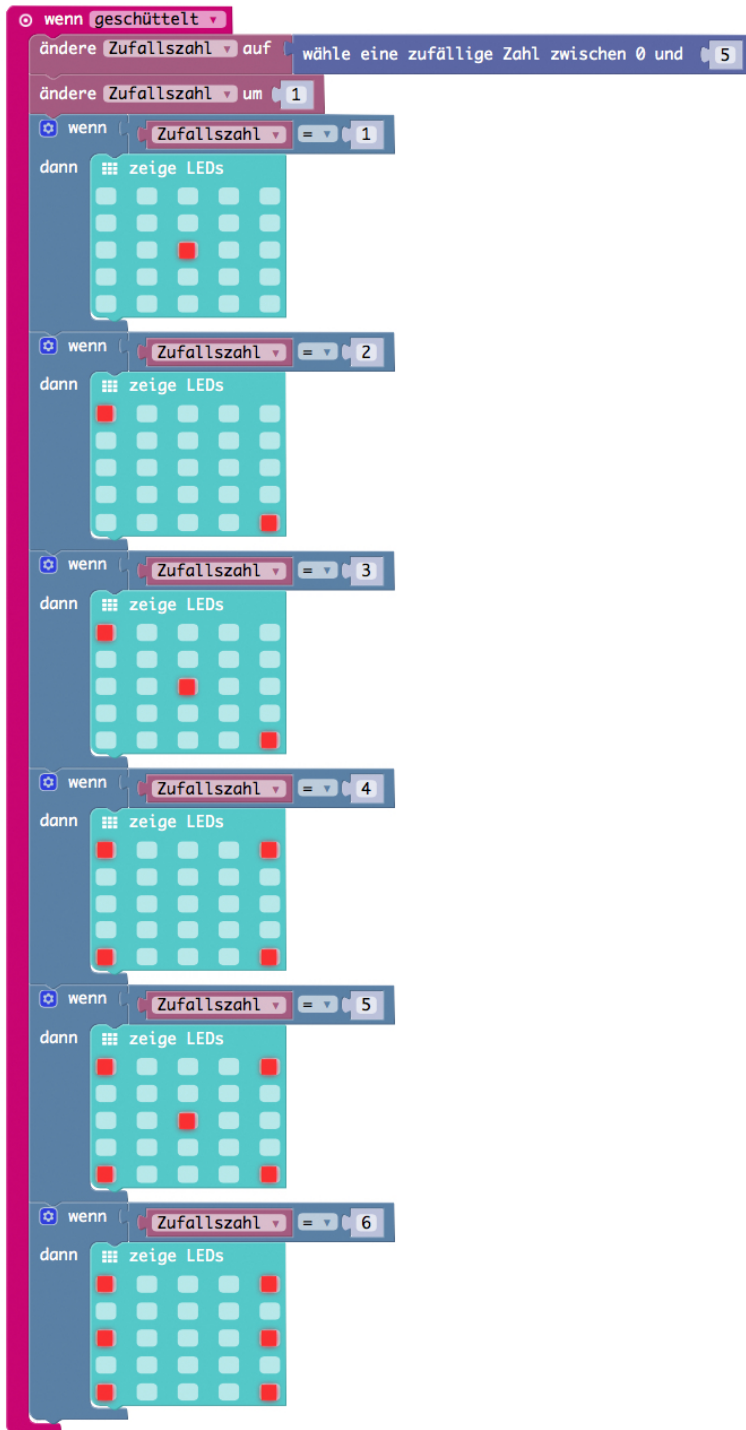 wenn geschüttelt
ändere Zufallszahl auf wähle eine zufällige Zahl zwischen 0 und 5
ändere Zufallszahl um 1
wenn Zufallszahl = 1
dann zeige LEDs
wenn Zufallszahl = 2
dann zeige LEDs
wenn Zufallszahl = 3
dann zeige LEDs
wenn Zufallszahl = 4
dann zeige LEDs
wenn Zufallszahl = 5
dann zeige LEDs
wenn Zufallszahl = 6
dann zeige LEDs